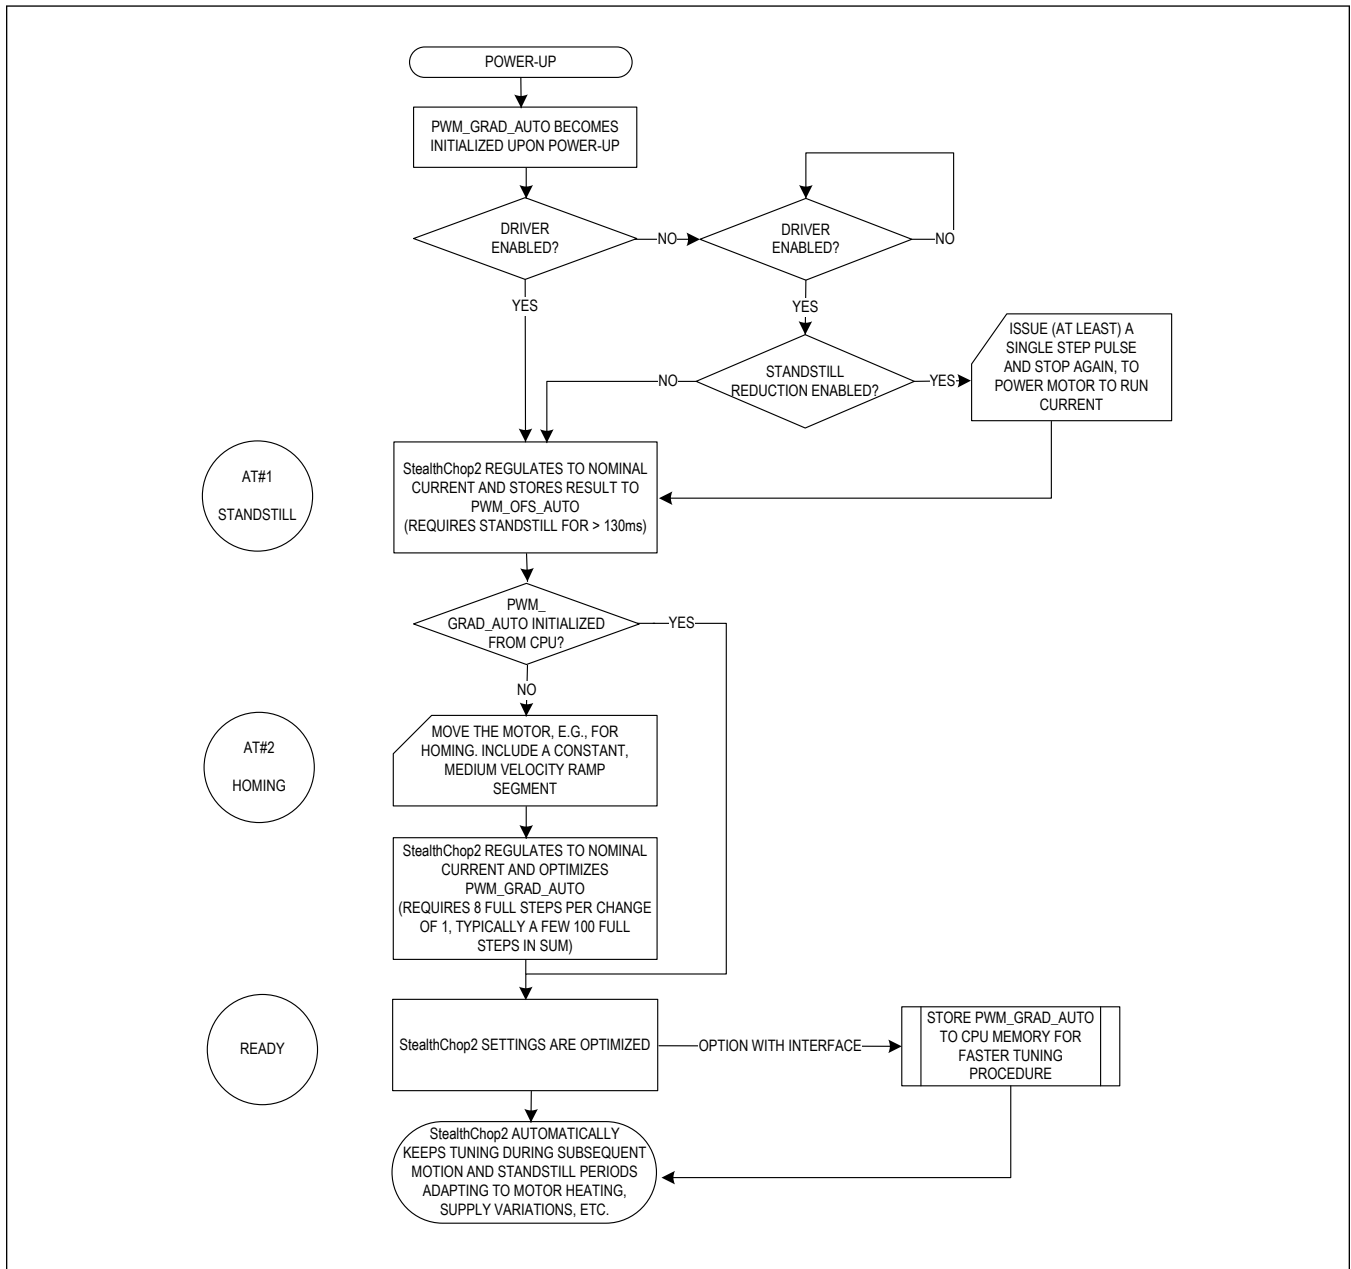 POWER-UP
PWM_GRAD_AUTO BECOMES
INITIALIZED UPON POWER-UP
DRIVER
ENABLED?
NO
DRIVER
ENABLED?
NO
YES
YES
STANDSTILL
REDUCTION ENABLED?
NO
YES
ISSUE (AT LEAST) A
SINGLE STEP PULSE
AND STOP AGAIN, TO
POWER MOTOR TO RUN
CURRENT
AT#1
STANDSTILL
StealthChop2 REGULATES TO NOMINAL
CURRENT AND STORES RESULT TO
PWM_OFS_AUTO
(REQUIRES STANDSTILL FOR > 130ms)
PWM_
GRAD_AUTO INITIALIZED
FROM CPU?
YES
NO
AT#2
HOMING
MOVE THE MOTOR, E.G., FOR
HOMING. INCLUDE A CONSTANT,
MEDIUM VELOCITY RAMP
SEGMENT
StealthChop2 REGULATES TO NOMINAL
CURRENT AND OPTIMIZES
PWM_GRAD_AUTO
(REQUIRES 8 FULL STEPS PER CHANGE
OF 1, TYPICALLY A FEW 100 FULL
STEPS IN SUM)
READY
StealthChop2 SETTINGS ARE OPTIMIZED
OPTION WITH INTERFACE
STORE PWM_GRAD_AUTO
TO CPU MEMORY FOR
FASTER TUNING
PROCEDURE
StealthChop2 AUTOMATICALLY
KEEPS TUNING DURING SUBSEQUENT
MOTION AND STANDSTILL PERIODS
ADAPTING TO MOTOR HEATING,
SUPPLY VARIATIONS, ETC.